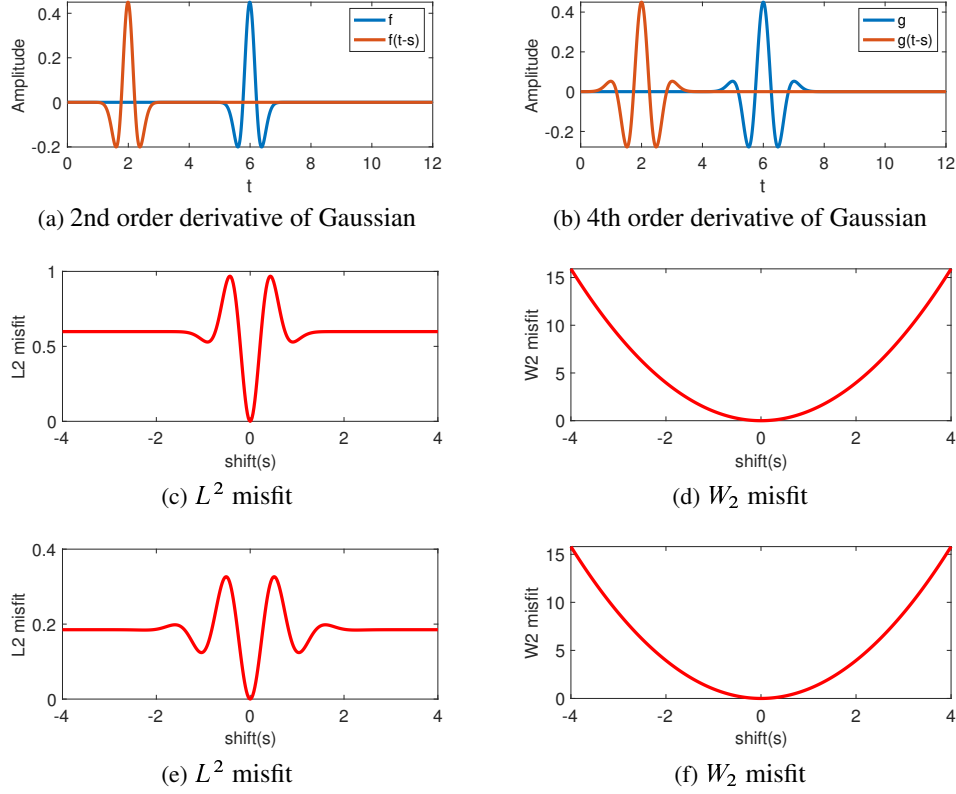 0.4
0.2
0
-0.2
Amplitude
0 2 4 6 8 10 12
t
f
f(t-s)
(a) 2nd order derivative of Gaussian
0.4
0.2
0
-0.2
Amplitude
0 2 4 6 8 10 12
t
g
g(t-s)
(b) 4th order derivative of Gaussian
1
0.5
0
L2 misfit
-4 -2 0 2 4
shift(s)
(c) L² misfit
15
10
5
0
W2 misfit
-4 -2 0 2 4
shift(s)
(d) W₂ misfit
0.4
0.2
0
L2 misfit
-4 -2 0 2 4
shift(s)
(e) L² misfit
15
10
5
0
W2 misfit
-4 -2 0 2 4
shift(s)
(f) W₂ misfit